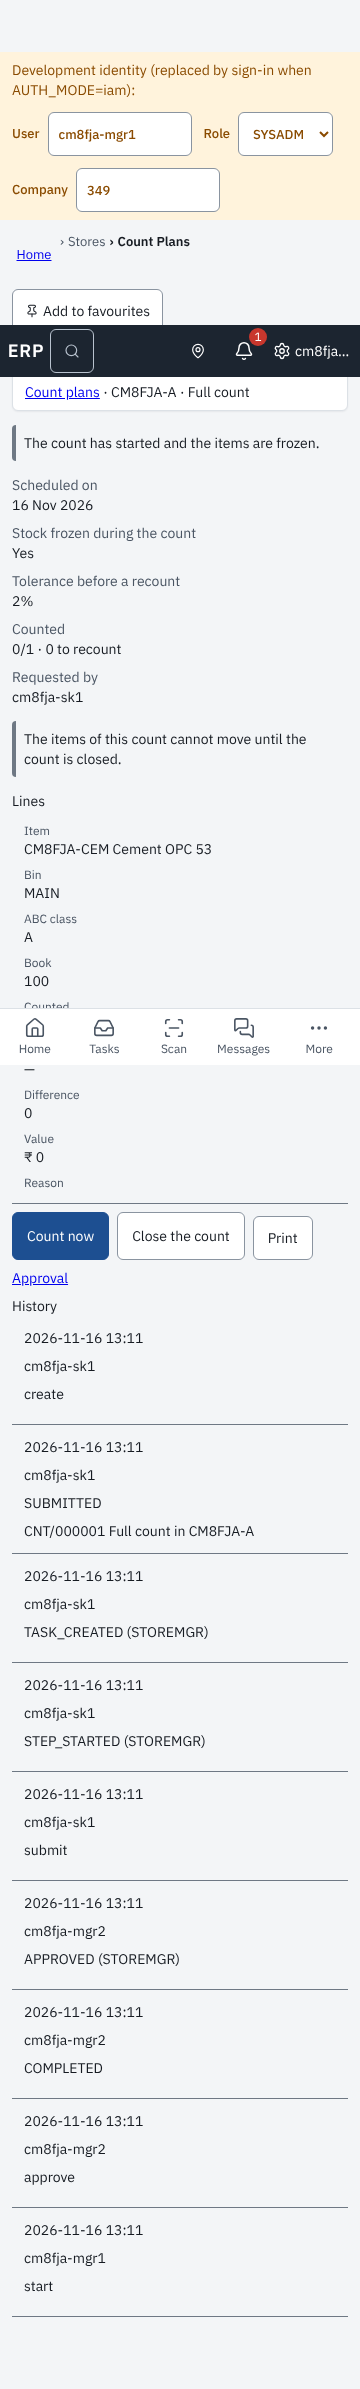 Development identity (replaced by sign-in when
AUTH_MODE=iam):
User cm8fja-mgr1 Role SYSADM
Company 349
Home › Stores › Count Plans
Add to favourites
ERP 1 cm8fja...
Count plans · CM8FJA-A · Full count
The count has started and the items are frozen.
Scheduled on
16 Nov 2026
Stock frozen during the count
Yes
Tolerance before a recount
2%
Counted
0/1 · 0 to recount
Requested by
cm8fja-sk1
The items of this count cannot move until the
count is closed.
Lines
Item
CM8FJA-CEM Cement OPC 53
Bin
MAIN
ABC class
A
Book
100
Counted
Home Tasks Scan Messages More
—
Difference
0
Value
₹ 0
Reason
Count now Close the count Print
Approval
History
2026-11-16 13:11
cm8fja-sk1
create
2026-11-16 13:11
cm8fja-sk1
SUBMITTED
CNT/000001 Full count in CM8FJA-A
2026-11-16 13:11
cm8fja-sk1
TASK_CREATED (STOREMGR)
2026-11-16 13:11
cm8fja-sk1
STEP_STARTED (STOREMGR)
2026-11-16 13:11
cm8fja-sk1
submit
2026-11-16 13:11
cm8fja-mgr2
APPROVED (STOREMGR)
2026-11-16 13:11
cm8fja-mgr2
COMPLETED
2026-11-16 13:11
cm8fja-mgr2
approve
2026-11-16 13:11
cm8fja-mgr1
start